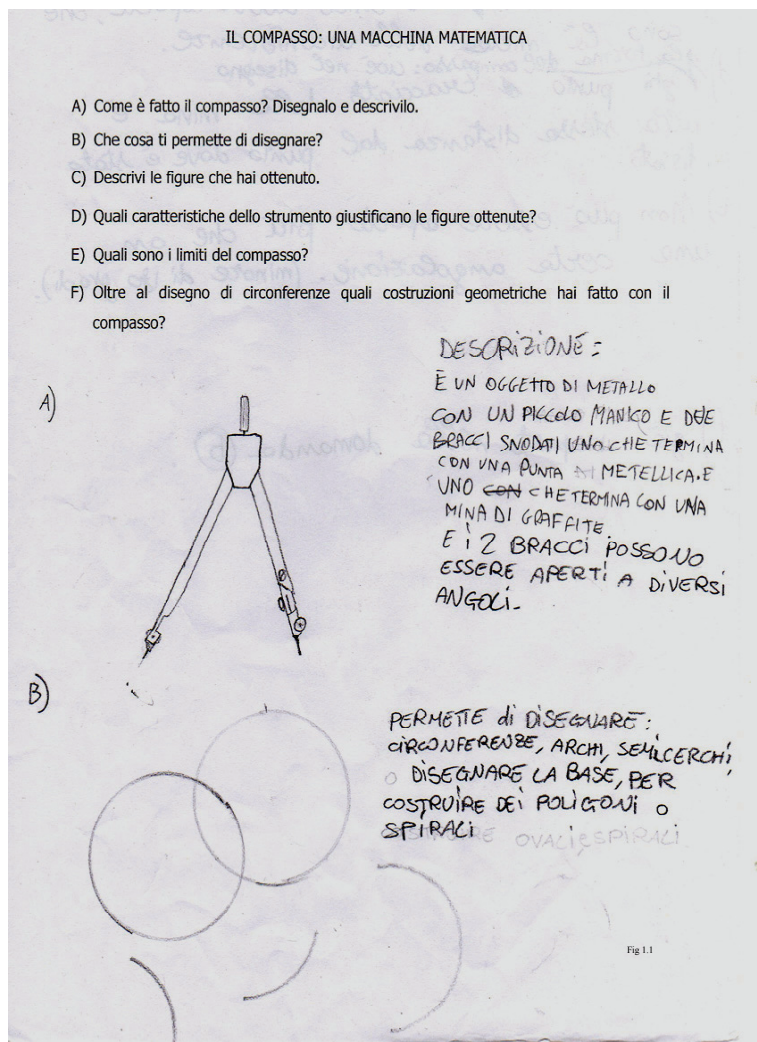 IL COMPASSO: UNA MACCHINA MATEMATICA
A) Come è fatto il compasso? Disegnalo e descrivilo.
B) Che cosa ti permette di disegnare?
C) Descrivi le figure che hai ottenuto.
D) Quali caratteristiche dello strumento giustificano le figure ottenute?
E) Quali sono i limiti del compasso?
F) Oltre al disegno di circonferenze quali costruzioni geometriche hai fatto con il
compasso?
A)
DESCRIZIONE:
È UN OGGETTO DI METALLO
CON UN PICCOLO MANICO E DUE
BRACCI SNODATI UNO CHE TERMINA
CON UNA PUNTA METELLICA. E
UNO CON CHE TERMINA CON UNA
MINA DI GRAFFITE
E i 2 BRACCI POSSONO
ESSERE APERTI A DIVERSI
ANGOLI.
B)
PERMETTE di DISEGNARE:
CIRCONFERENZE, ARCHI, SEMICERCHI,
O DISEGNARE LA BASE, PER
COSTRUIRE DEI POLIGONI O
SPIRALI
OVALI E SPIRALI
Fig 1.1